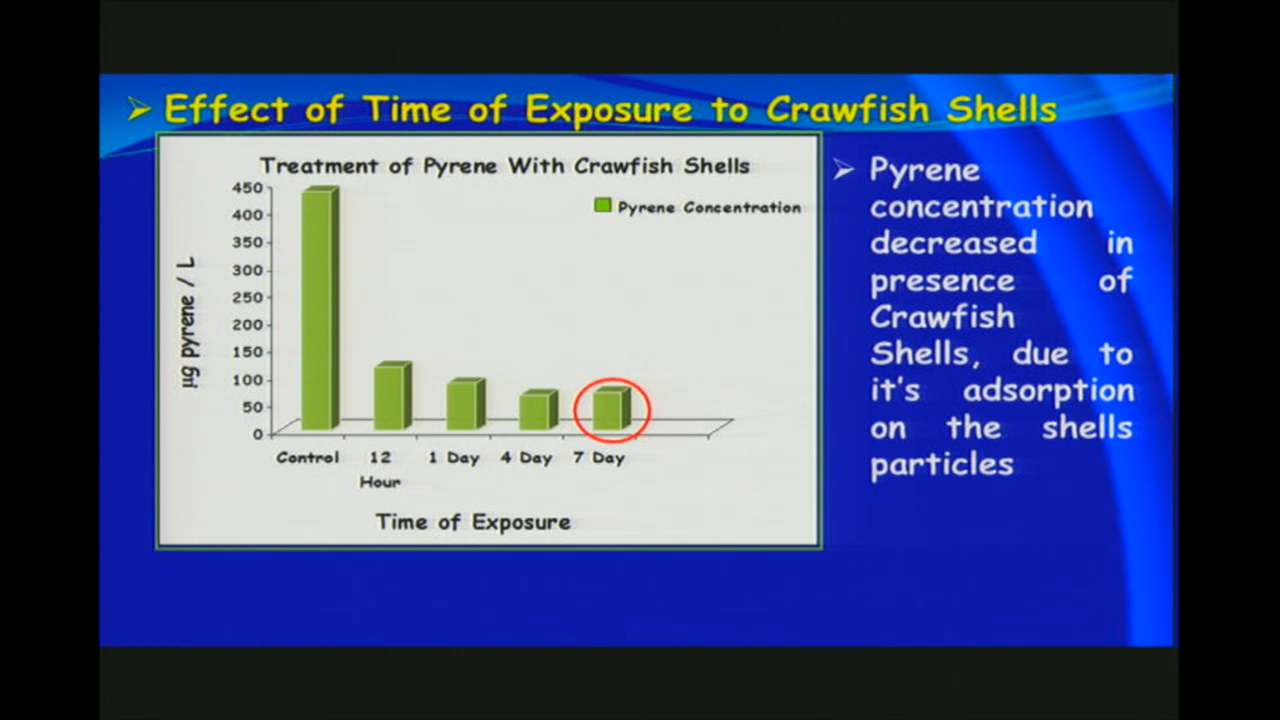 ➢ Effect of Time of Exposure to Crawfish Shells
Treatment of Pyrene With Crawfish Shells
Pyrene Concentration
µg pyrene / L
450
400
350
300
250
200
150
100
50
0
Control 12 Hour 1 Day 4 Day 7 Day
Time of Exposure
➢ Pyrene
concentration
decreased in
presence of
Crawfish
Shells, due to
it's adsorption
on the shells
particles